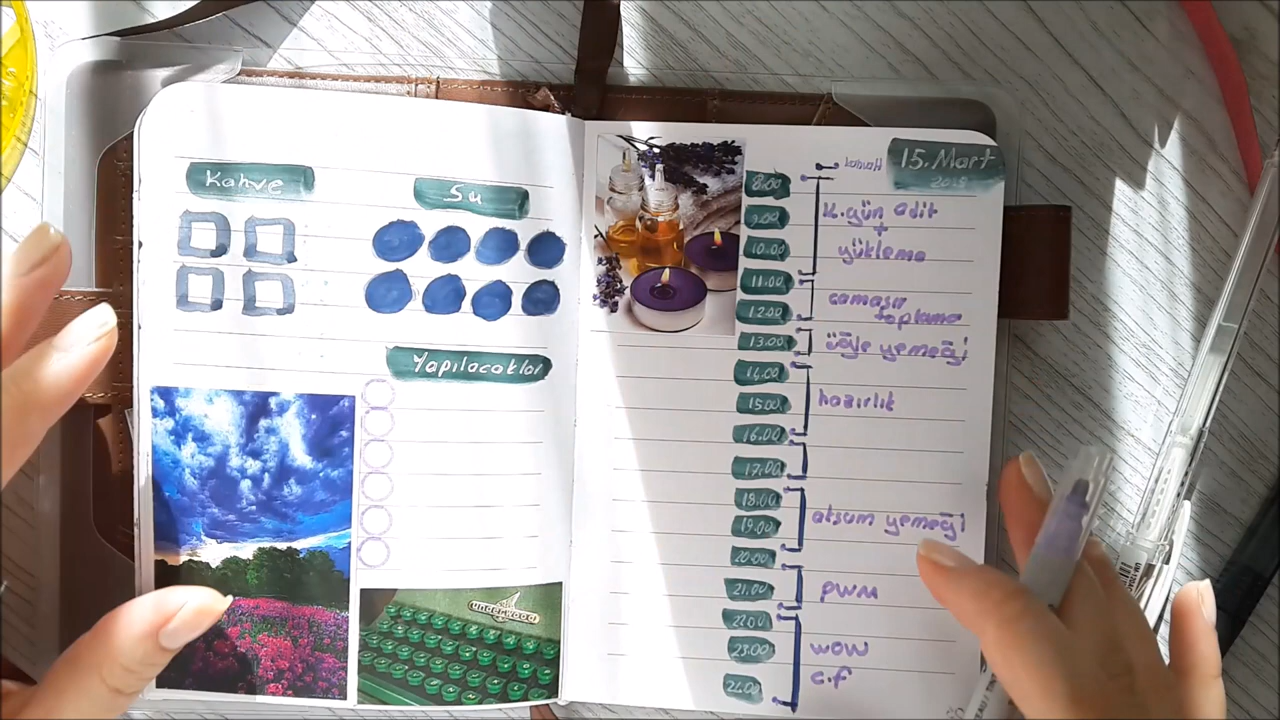 Kahve
Su
Yapılacaklar
underwood
15. Mart
8.00
9.00
10.00
11.00
12.00
13.00
14.00
15.00
16.00
17.00
18.00
19.00
20.00
21.00
22.00
23.00
24.00
K.gün edit
+
yükleme
çamaşır
toplama
öğle yemeği
hazırlık
akşam yemeği
PWM
WOW
c.f